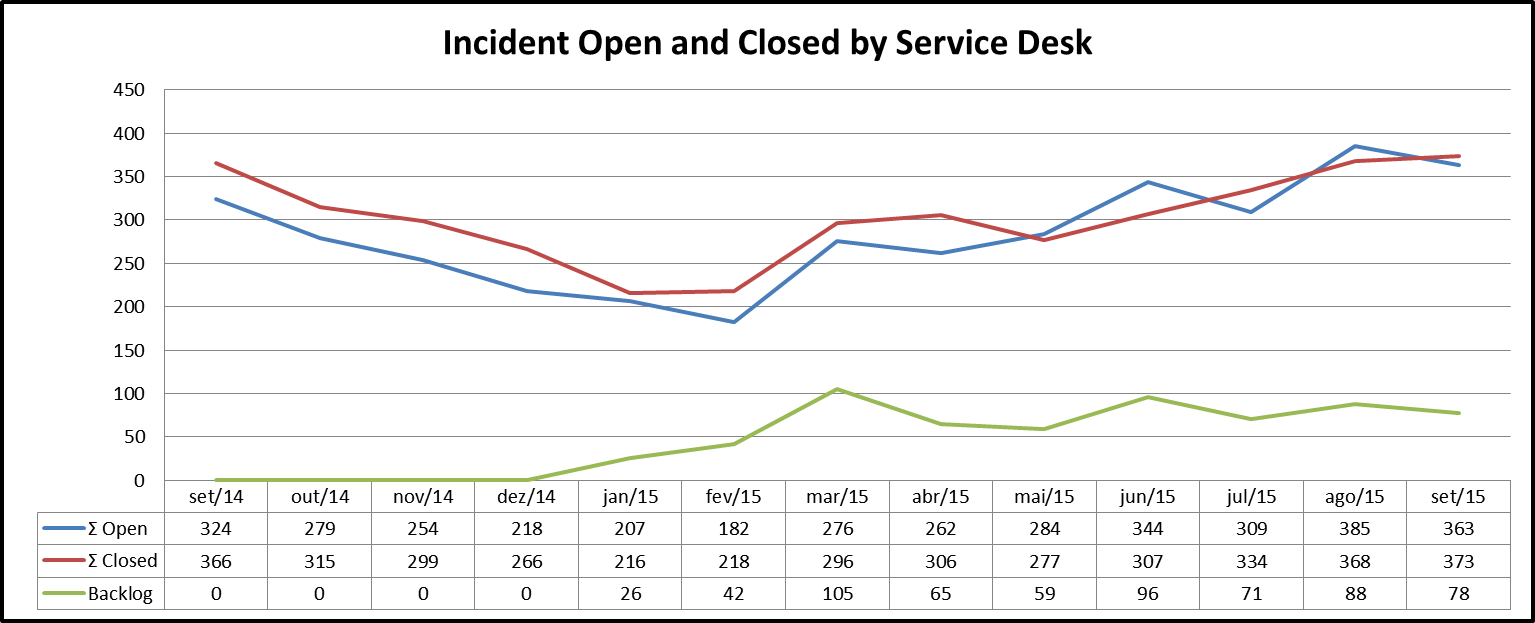 Incident Open and Closed by Service Desk
450
400
350
300
250
200
150
100
50
0
set/14 out/14 nov/14 dez/14 jan/15 fev/15 mar/15 abr/15 mai/15 jun/15 jul/15 ago/15 set/15
Σ Open 324 279 254 218 207 182 276 262 284 344 309 385 363
Σ Closed 366 315 299 266 216 218 296 306 277 307 334 368 373
Backlog 0 0 0 0 26 42 105 65 59 96 71 88 78